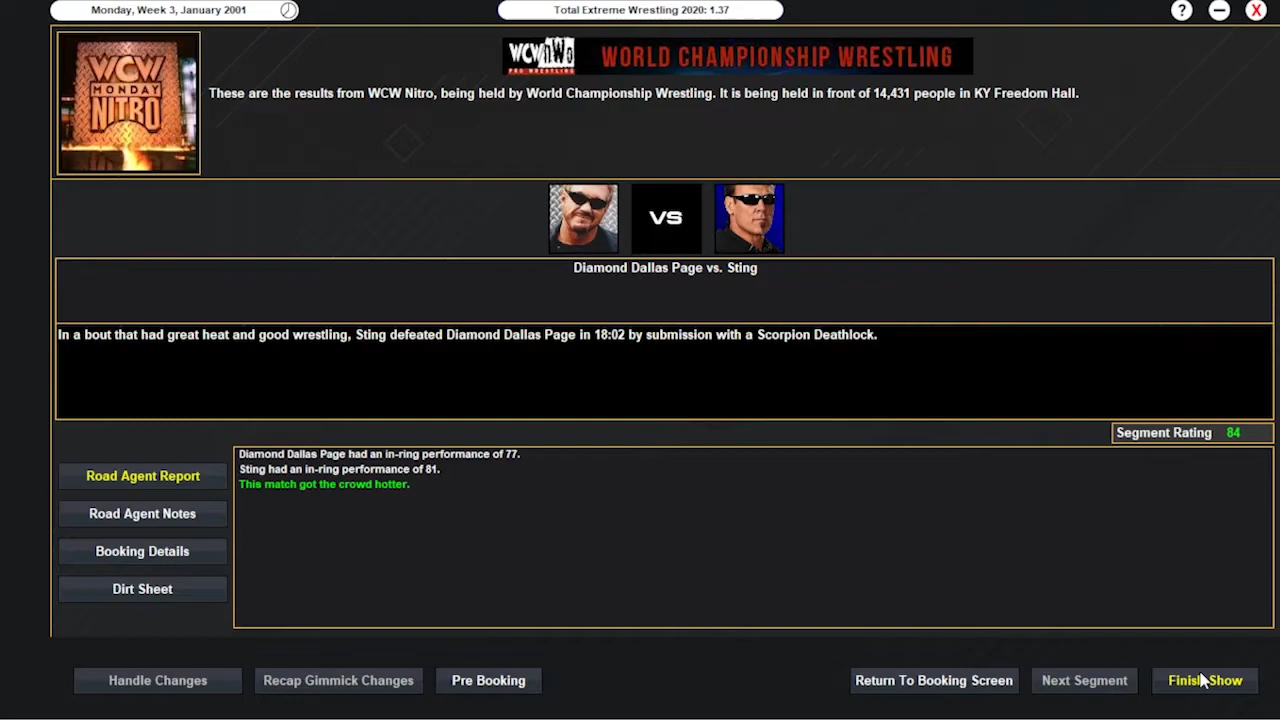 Monday, Week 3, January 2001
Total Extreme Wrestling 2020: 1.37
?
X
WCW
MONDAY
NITRO
WCW nWo
PRO WRESTLING
WORLD CHAMPIONSHIP WRESTLING
These are the results from WCW Nitro, being held by World Championship Wrestling. It is being held in front of 14,431 people in KY Freedom Hall.
VS
Diamond Dallas Page vs. Sting
In a bout that had great heat and good wrestling, Sting defeated Diamond Dallas Page in 18:02 by submission with a Scorpion Deathlock.
Segment Rating 84
Diamond Dallas Page had an in-ring performance of 77.
Sting had an in-ring performance of 81.
This match got the crowd hotter.
Road Agent Report
Road Agent Notes
Booking Details
Dirt Sheet
Handle Changes
Recap Gimmick Changes
Pre Booking
Return To Booking Screen
Next Segment
Finish Show